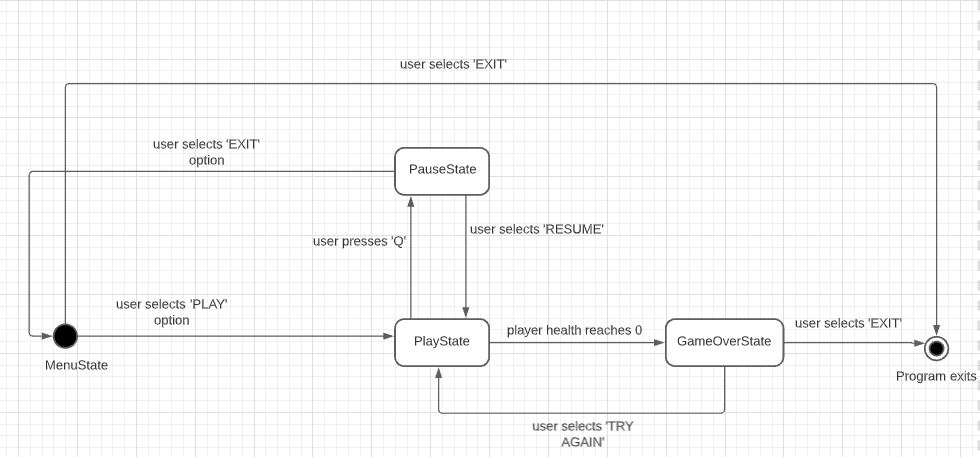 user selects 'EXIT'
user selects 'EXIT'
option
PauseState
user selects 'RESUME'
user presses 'Q'
user selects 'PLAY'
option
MenuState
PlayState
player health reaches 0
GameOverState
user selects 'EXIT'
Program exits
user selects 'TRY
AGAIN'